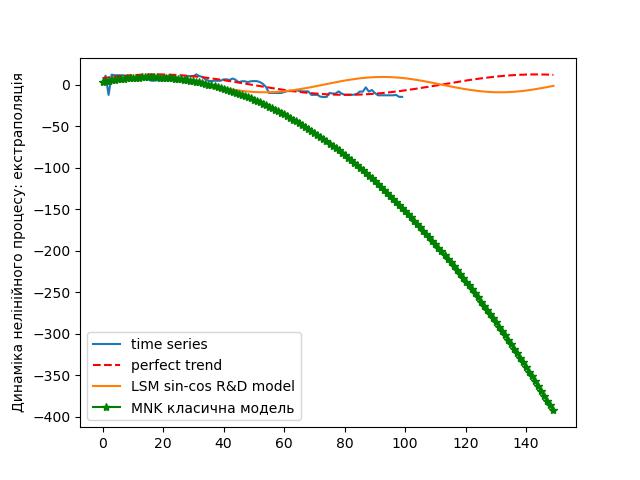 Динаміка нелінійного процесу: екстраполяція
0
−50
−100
−150
−200
−250
−300
−350
−400
0 20 40 60 80 100 120 140
time series
perfect trend
LSM sin-cos R&D model
MNK класична модель